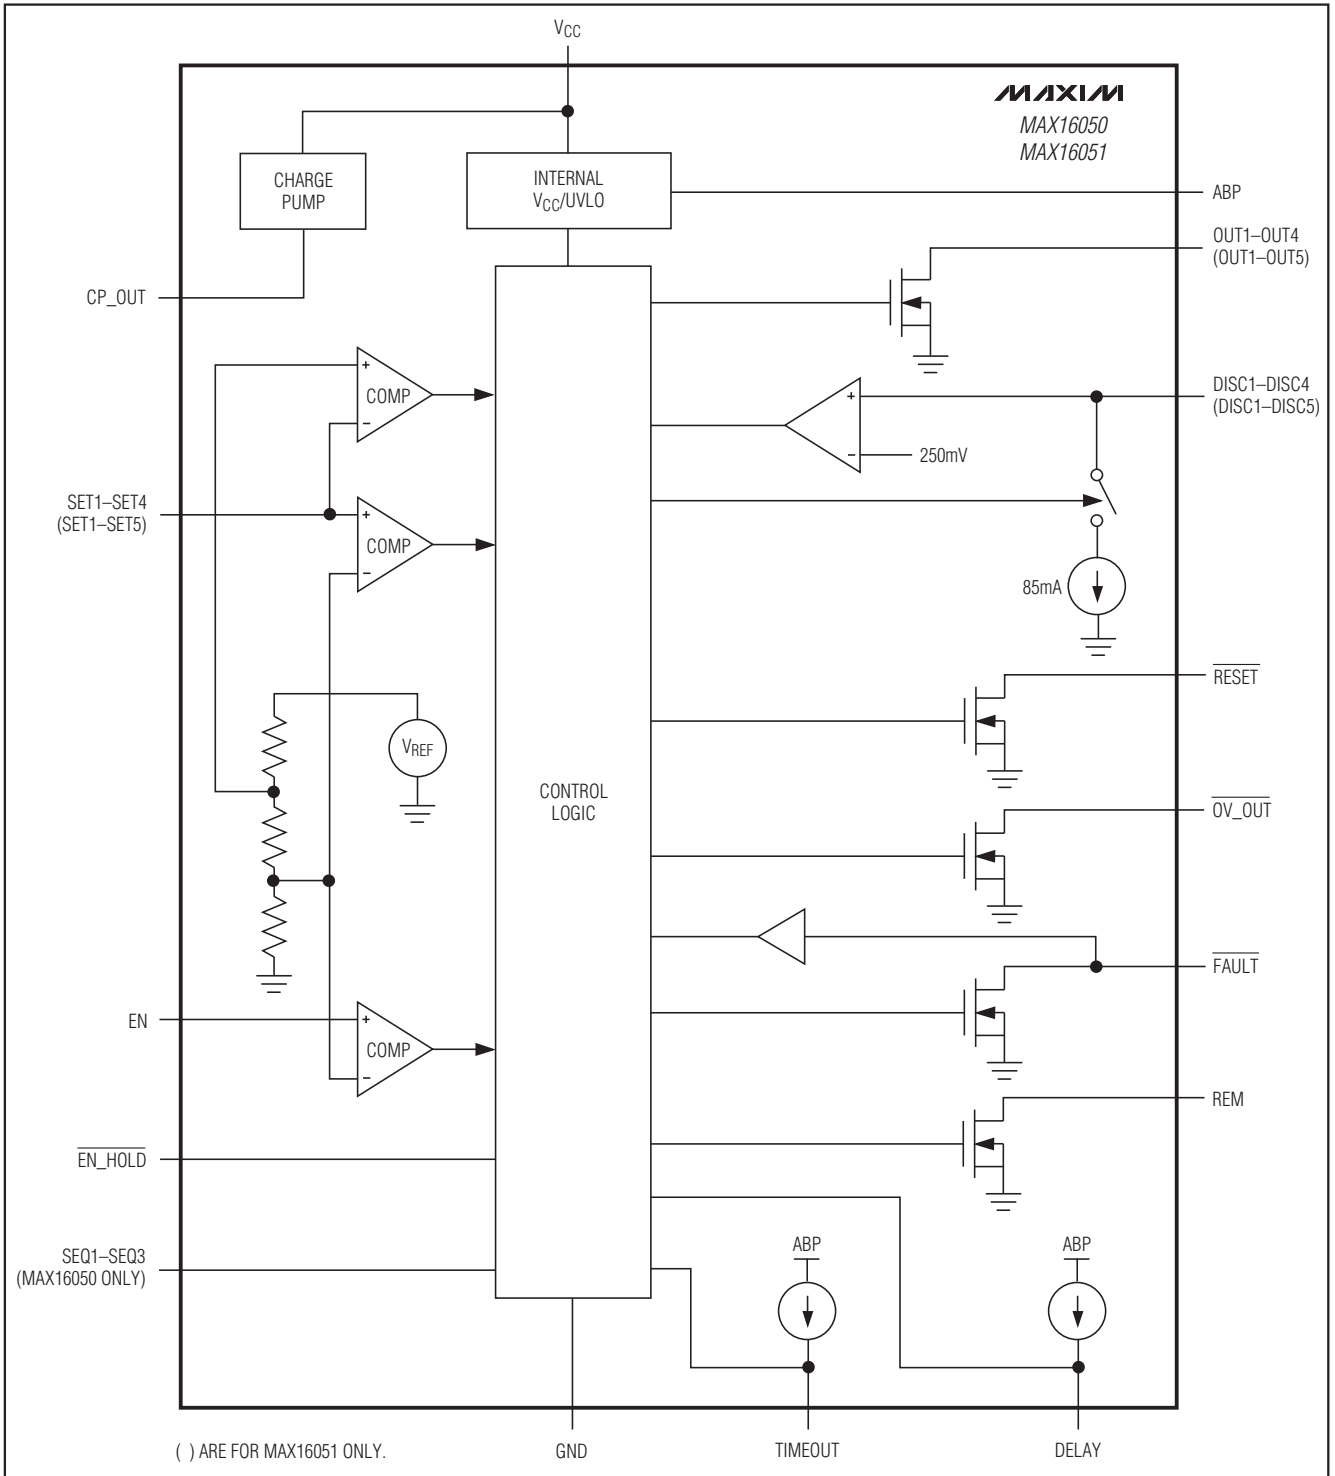 VCC
MAXIM
MAX16050
MAX16051
CHARGE
PUMP
INTERNAL
VCC/UVLO
ABP
OUT1–OUT4
(OUT1–OUT5)
CP_OUT
+
COMP
−
DISC1–DISC4
(DISC1–DISC5)
+
−
250mV
SET1–SET4
(SET1–SET5)
+
COMP
−
85mA
RESET
VREF
CONTROL
LOGIC
OV_OUT
FAULT
EN
+
COMP
−
REM
EN_HOLD
SEQ1–SEQ3
(MAX16050 ONLY)
ABP
ABP
( ) ARE FOR MAX16051 ONLY.
GND
TIMEOUT
DELAY